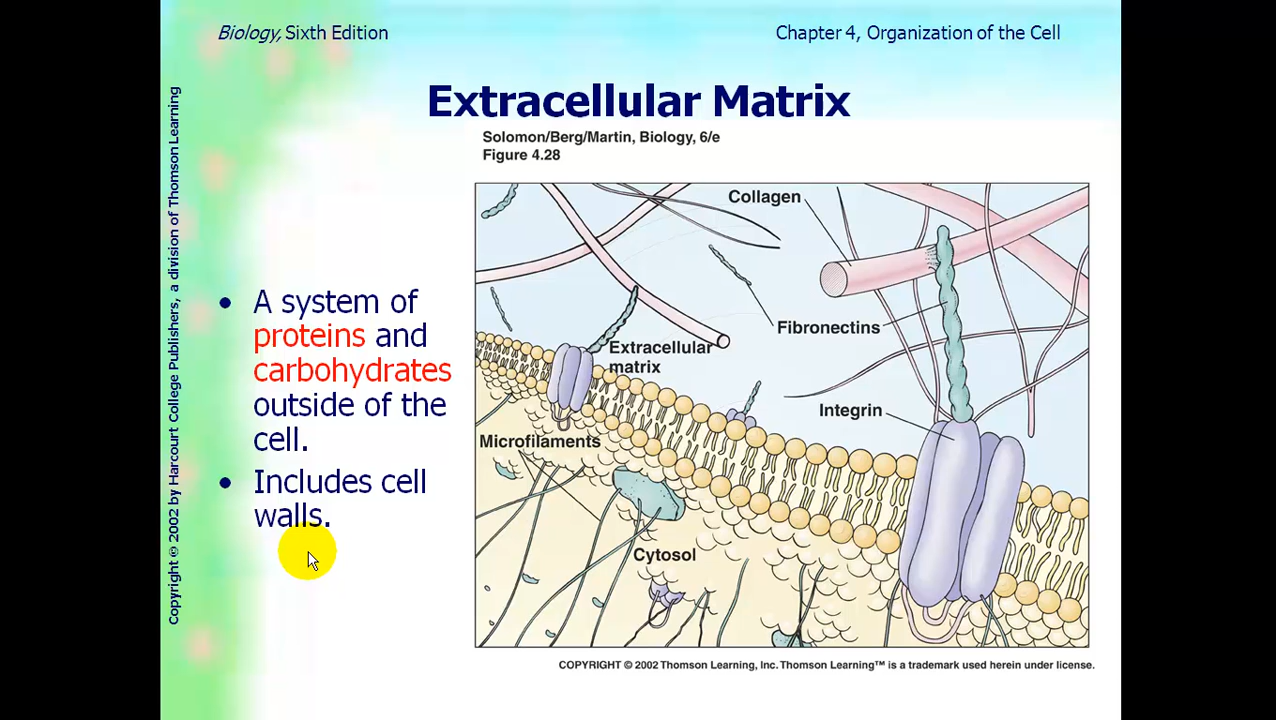 Biology, Sixth Edition
Chapter 4, Organization of the Cell
Extracellular Matrix
Solomon/Berg/Martin, Biology, 6/e
Figure 4.28
Copyright © 2002 by Harcourt College Publishers, a division of Thomson Learning
• A system of
proteins and
carbohydrates
outside of the
cell.
• Includes cell
walls.
Collagen
Fibronectins
Extracellular
matrix
Integrin
Microfilaments
Cytosol
COPYRIGHT © 2002 Thomson Learning, Inc. Thomson Learning™ is a trademark used herein under license.